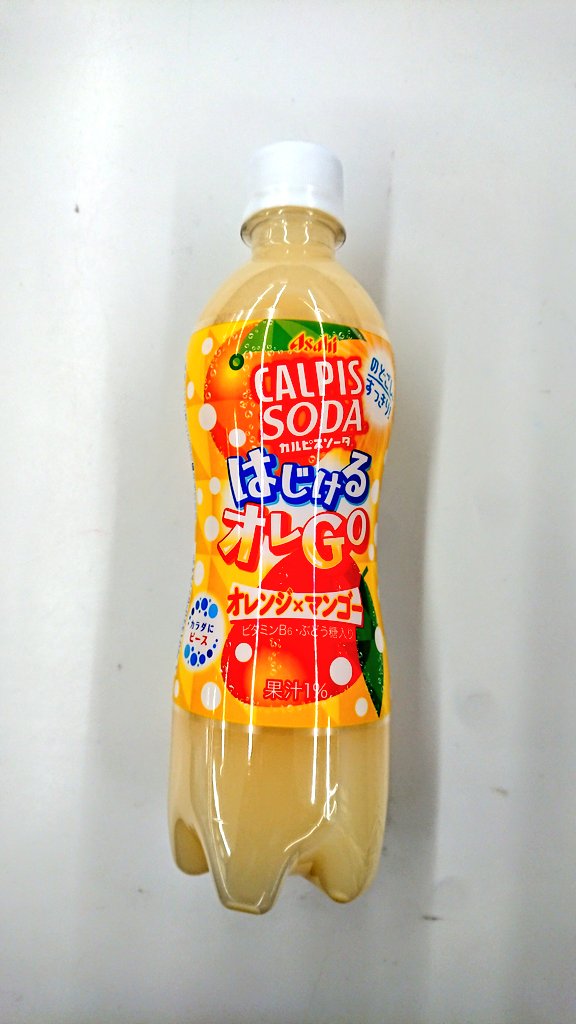 Asahi
CALPIS
SODA
カルピスソーダ
のどごし
すっきり!
はじける
オレGO
オレンジ×マンゴー
ビタミンB6・ぶどう糖入り
カラダに
ピース
果汁1%